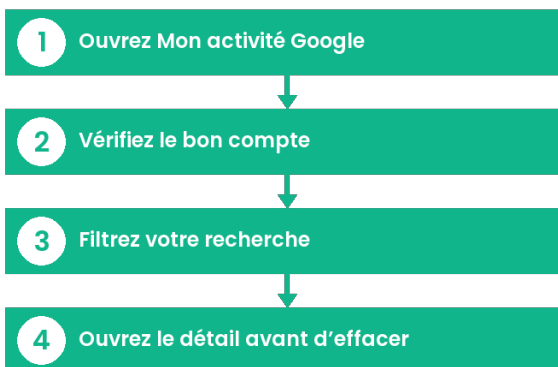 1 Ouvrez Mon activité Google
2 Vérifiez le bon compte
3 Filtrez votre recherche
4 Ouvrez le détail avant d’effacer